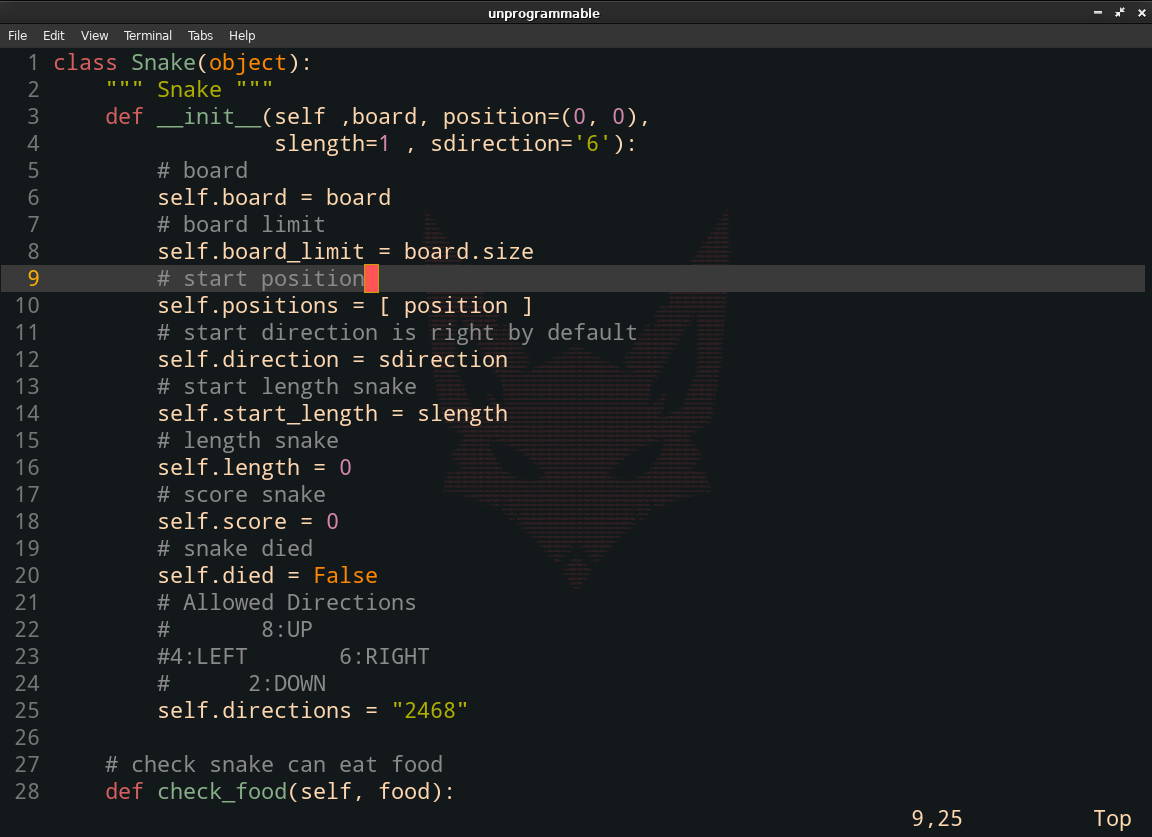 unprogrammable
File Edit View Terminal Tabs Help
1 class Snake(object):
2     """ Snake """
3     def __init__(self ,board, position=(0, 0),
4                  slength=1 , sdirection='6'):
5         # board
6         self.board = board
7         # board limit
8         self.board_limit = board.size
9         # start position
10         self.positions = [ position ]
11         # start direction is right by default
12         self.direction = sdirection
13         # start length snake
14         self.start_length = slength
15         # length snake
16         self.length = 0
17         # score snake
18         self.score = 0
19         # snake died
20         self.died = False
21         # Allowed Directions
22         #       8:UP
23         #4:LEFT       6:RIGHT
24         #      2:DOWN
25         self.directions = "2468"
26
27     # check snake can eat food
28     def check_food(self, food):
9,25 Top